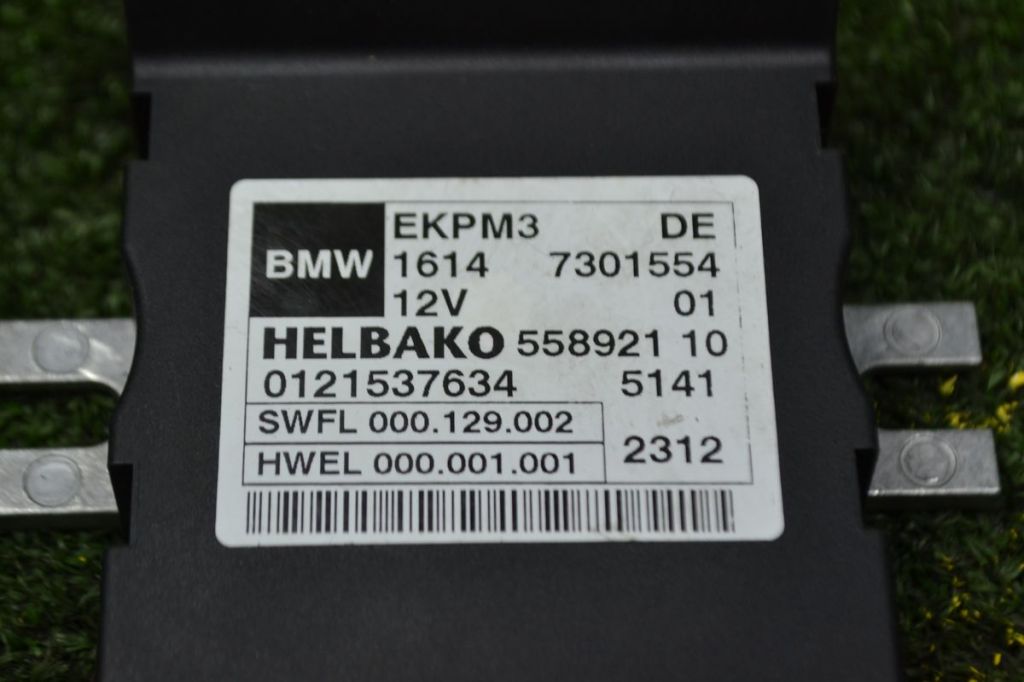 BMW
EKPM3 DE
1614 7301554
12V 01
HELBAKO 558921 10
0121537634 5141
SWFL 000.129.002
HWEL 000.001.001
2312